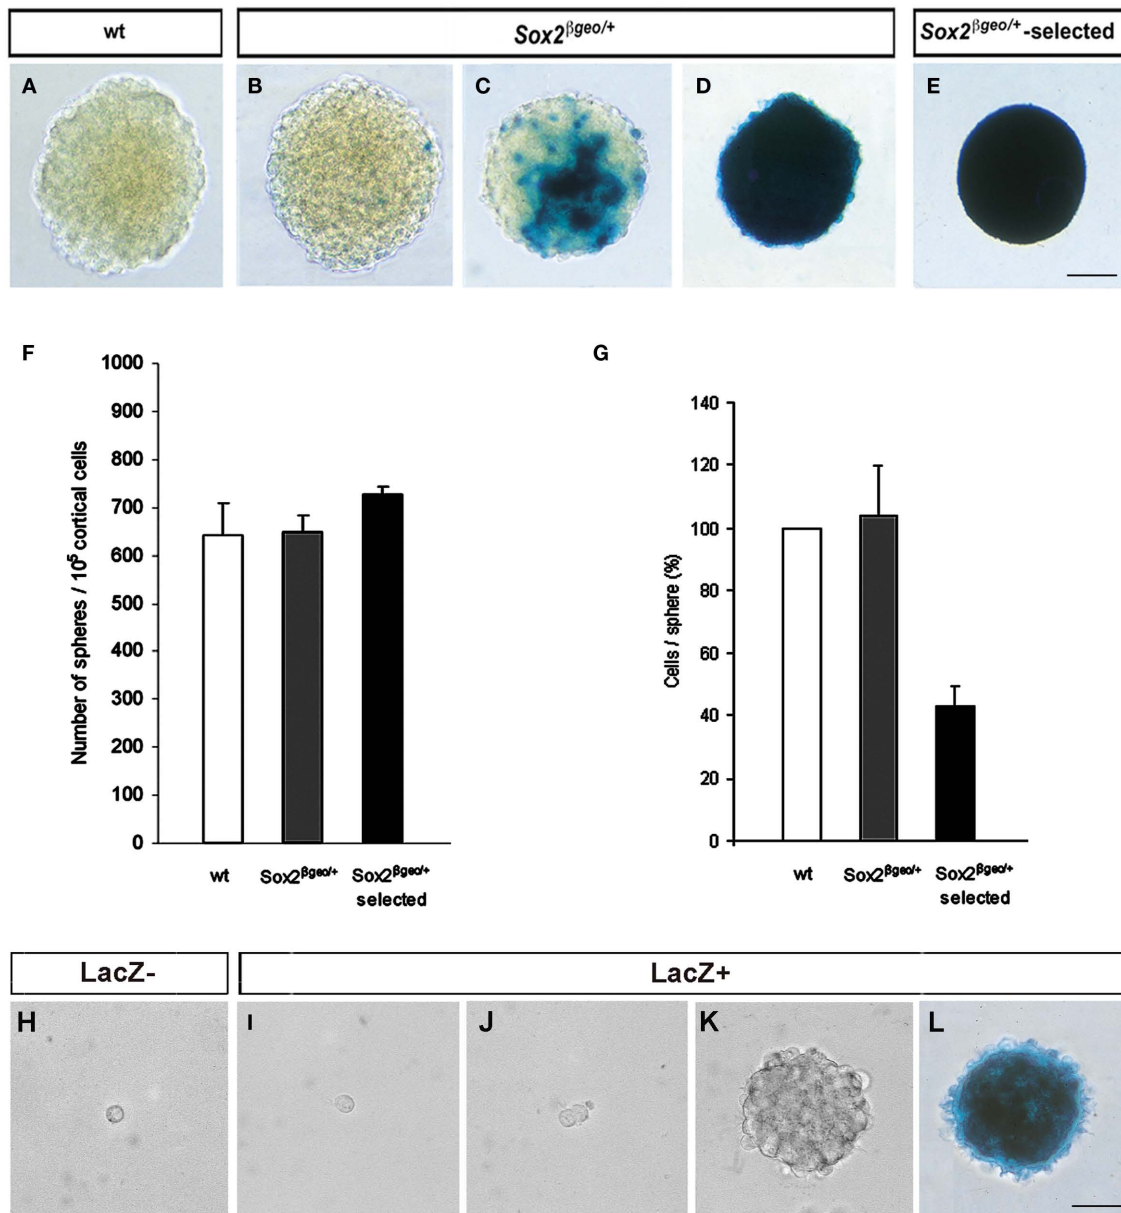 wt
Sox2βgeo/+
Sox2βgeo/+-selected
A
B
C
D
E
F
1000
900
800
700
600
500
400
300
200
100
0
Number of spheres / 10⁵ cortical cells
wt
Sox2βgeo/+
Sox2βgeo/+
selected
G
140
120
100
80
60
40
20
0
Cells / sphere (%)
wt
Sox2βgeo/+
Sox2βgeo/+
selected
LacZ-
LacZ+
H
I
J
K
L